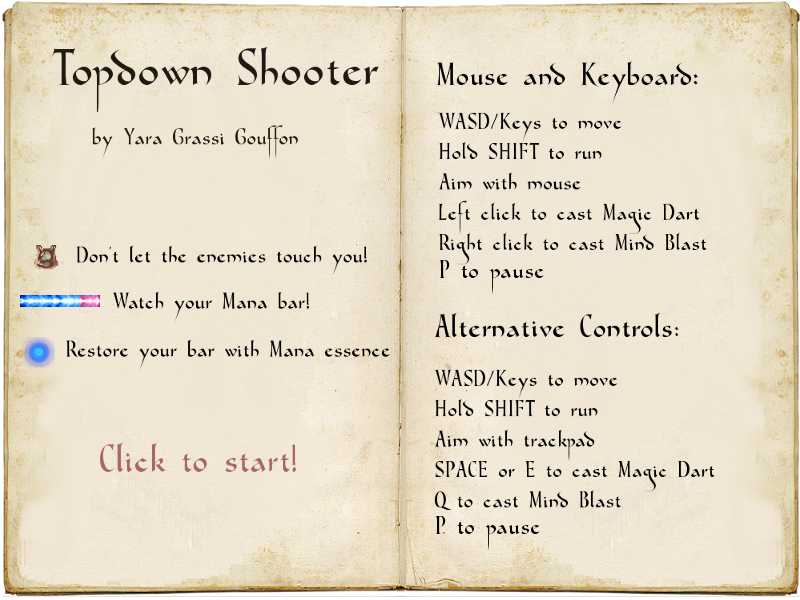 Topdown Shooter
by Yara Grassi Gouffon
Don't let the enemies touch you!
Watch your Mana bar!
Restore your bar with Mana essence
Click to start!
Mouse and Keyboard:
WASD/Keys to move
Hold SHIFT to run
Aim with mouse
Left click to cast Magic Dart
Right click to cast Mind Blast
P to pause
Alternative Controls:
WASD/Keys to move
Hold SHIFT to run
Aim with trackpad
SPACE or E to cast Magic Dart
Q to cast Mind Blast
P to pause